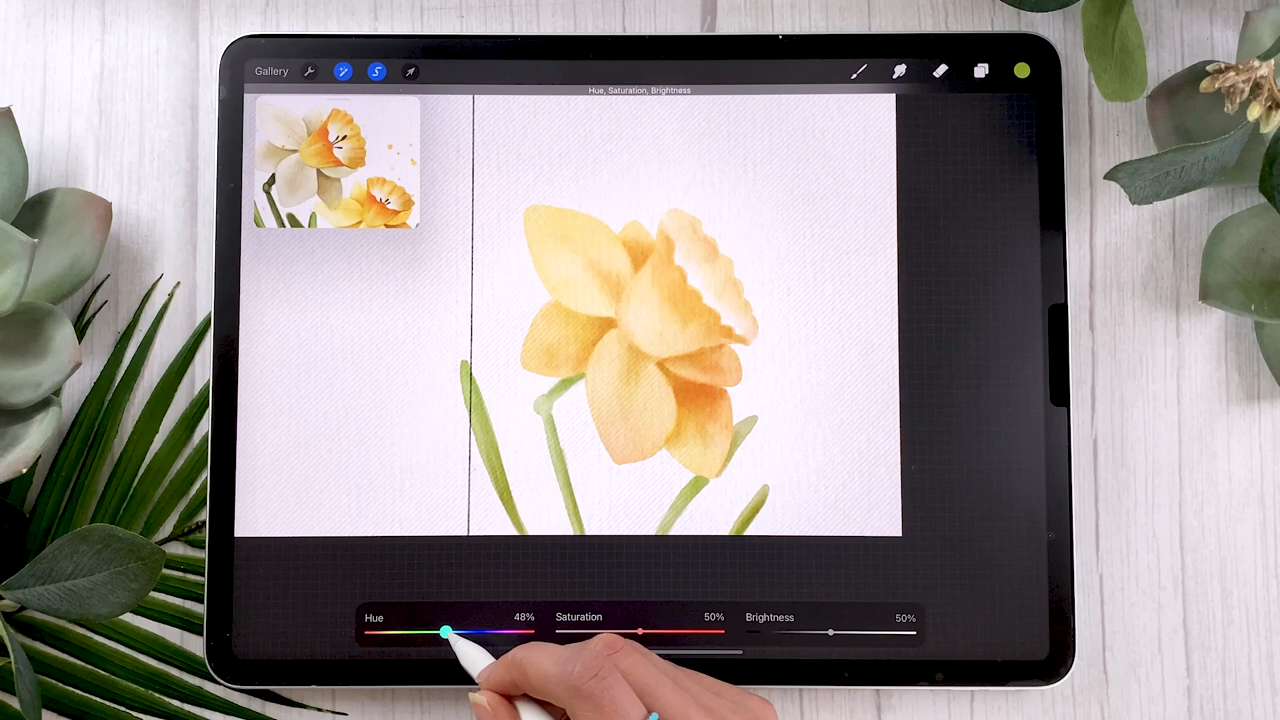 Gallery
Hue, Saturation, Brightness
Hue 48% Saturation 50% Brightness 50%